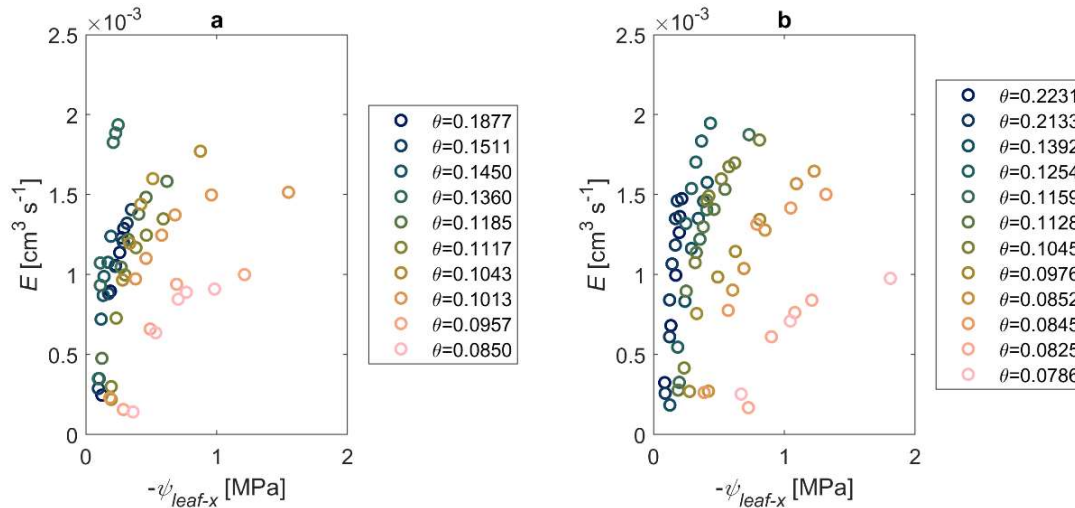 a
×10⁻³
2.5
2
1.5
1
0.5
0
E [cm³ s⁻¹]
0 1 2
-ψleaf-x [MPa]
θ=0.1877
θ=0.1511
θ=0.1450
θ=0.1360
θ=0.1185
θ=0.1117
θ=0.1043
θ=0.1013
θ=0.0957
θ=0.0850
b
×10⁻³
2.5
2
1.5
1
0.5
0
E [cm³ s⁻¹]
0 1 2
-ψleaf-x [MPa]
θ=0.2231
θ=0.2133
θ=0.1392
θ=0.1254
θ=0.1159
θ=0.1128
θ=0.1045
θ=0.0976
θ=0.0852
θ=0.0845
θ=0.0825
θ=0.0786